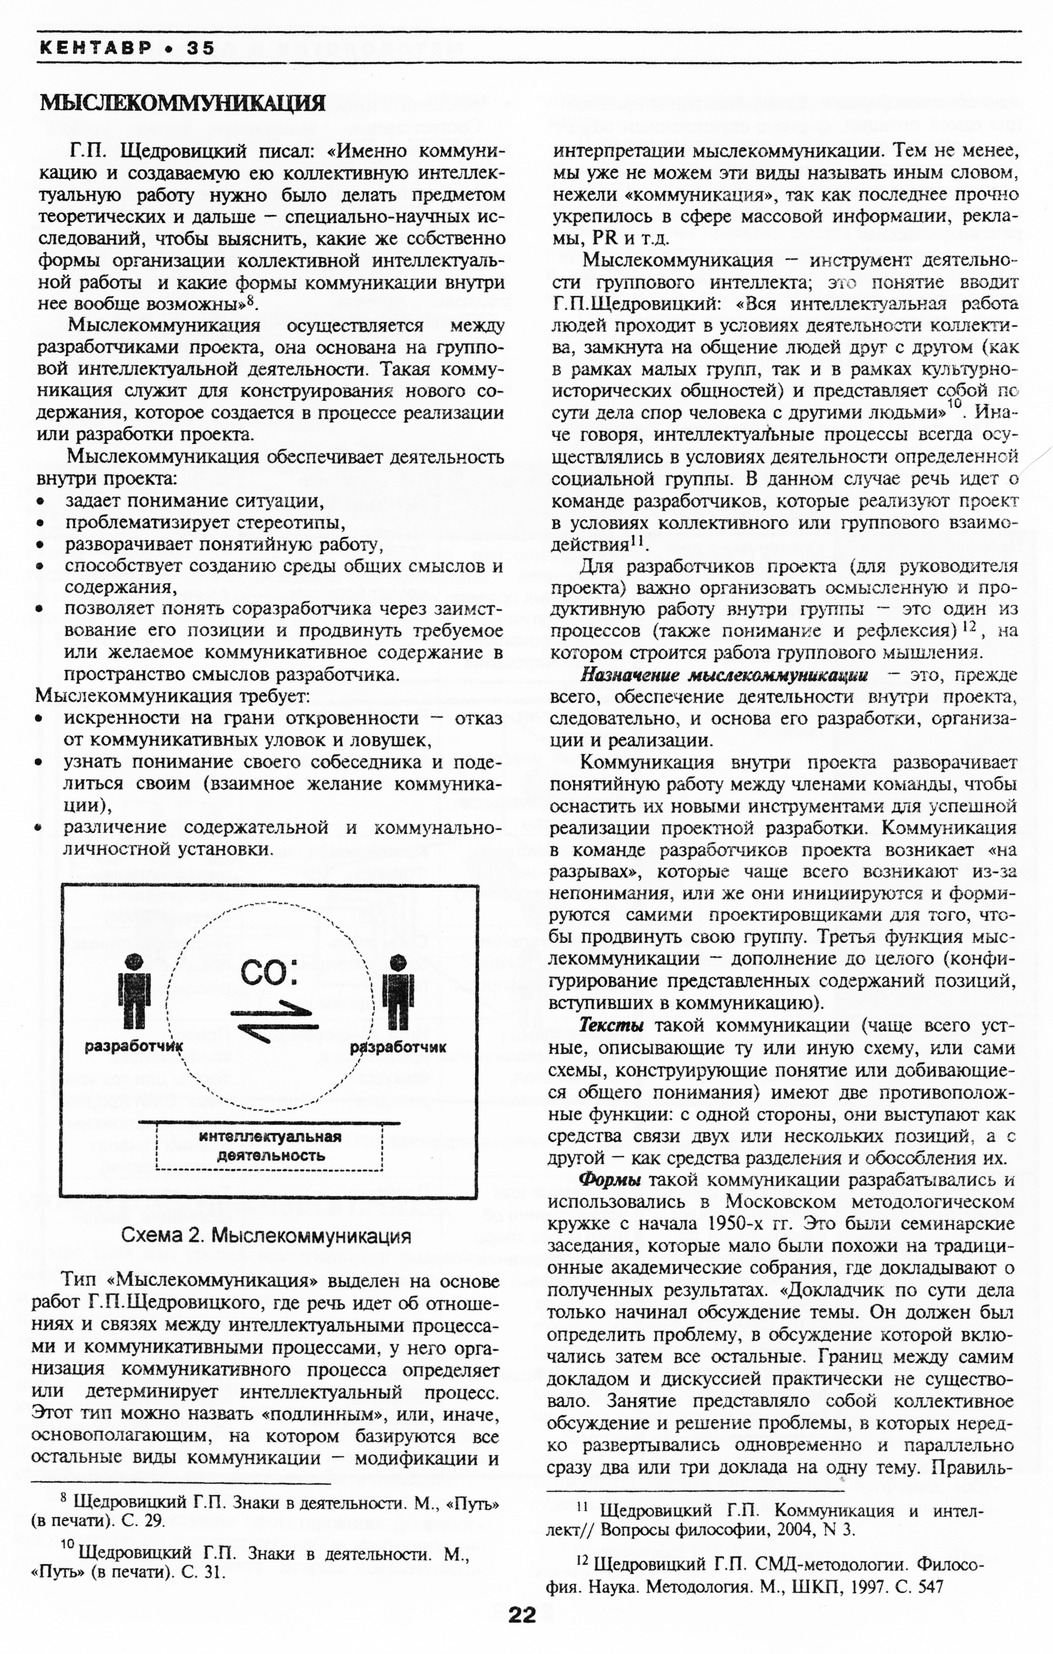 КЕНТАВР • 35
МЫСЛЕКОММУНИКАЦИЯ
Г.П. Щедровицкий писал: «Именно коммуни-
кацию и создаваемую ею коллективную интеллек-
туальную работу нужно было делать предметом
теоретических и дальше — специально-научных ис-
следований, чтобы выяснить, какие же собственно
формы организации коллективной интеллектуаль-
ной работы и какие формы коммуникации внутри
нее вообще возможны»⁸.
Мыслекоммуникация осуществляется между
разработчиками проекта, она основана на группо-
вой интеллектуальной деятельности. Такая комму-
никация служит для конструирования нового со-
держания, которое создается в процессе реализации
или разработки проекта.
Мыслекоммуникация обеспечивает деятельность
внутри проекта:
• задает понимание ситуации,
• проблематизирует стереотипы,
• разворачивает понятийную работу,
• способствует созданию среды общих смыслов и
содержания,
• позволяет понять соразработчика через заимст-
вование его позиции и продвинуть требуемое
или желаемое коммуникативное содержание в
пространство смыслов разработчика.
Мыслекоммуникация требует:
• искренности на грани откровенности — отказ
от коммуникативных уловок и ловушек,
• узнать понимание своего собеседника и поде-
литься своим (взаимное желание коммуника-
ции),
• различение содержательной и коммунально-
личностной установки.
СО:
разработчик
разработчик
интеллектуальная
деятельность
Схема 2. Мыслекоммуникация
Тип «Мыслекоммуникация» выделен на основе
работ Г.П.Щедровицкого, где речь идет об отноше-
ниях и связях между интеллектуальными процесса-
ми и коммуникативными процессами, у него орга-
низация коммуникативного процесса определяет
или детерминирует интеллектуальный процесс.
Этот тип можно назвать «подлинным», или, иначе,
основополагающим, на котором базируются все
остальные виды коммуникации — модификации и
⁸ Щедровицкий Г.П. Знаки в деятельности. М., «Путь»
(в печати). С. 29.
¹⁰ Щедровицкий Г.П. Знаки в деятельности. М.,
«Путь» (в печати). С. 31.
интерпретации мыслекоммуникации. Тем не менее,
мы уже не можем эти виды называть иным словом,
нежели «коммуникация», так как последнее прочно
укрепилось в сфере массовой информации, рекла-
мы, PR и т.д.
Мыслекоммуникация — инструмент деятельно-
сти группового интеллекта; это понятие вводит
Г.П.Щедровицкий: «Вся интеллектуальная работа
людей проходит в условиях деятельности коллекти-
ва, замкнута на общение людей друг с другом (как
в рамках малых групп, так и в рамках культурно-
исторических общностей) и представляет собой по
сути дела спор человека с другими людьми»¹⁰. Ина-
че говоря, интеллектуальные процессы всегда осу-
ществлялись в условиях деятельности определенной
социальной группы. В данном случае речь идет о
команде разработчиков, которые реализуют проект
в условиях коллективного или группового взаимо-
действия¹¹.
Для разработчиков проекта (для руководителя
проекта) важно организовать осмысленную и про-
дуктивную работу внутри группы — это один из
процессов (также понимание и рефлексия)¹², на
котором строится работа группового мышления.
Назначение мыслекоммуникации — это, прежде
всего, обеспечение деятельности внутри проекта,
следовательно, и основа его разработки, организа-
ции и реализации.
Коммуникация внутри проекта разворачивает
понятийную работу между членами команды, чтобы
оснастить их новыми инструментами для успешной
реализации проектной разработки. Коммуникация
в команде разработчиков проекта возникает «на
разрывах», которые чаще всего возникают из-за
непонимания, или же они инициируются и форми-
руются самими проектировщиками для того, что-
бы продвинуть свою группу. Третья функция мыс-
лекоммуникации — дополнение до целого (конфи-
гурирование представленных содержаний позиций,
вступивших в коммуникацию).
Тексты такой коммуникации (чаще всего уст-
ные, описывающие ту или иную схему, или сами
схемы, конструирующие понятие или добивающие-
ся общего понимания) имеют две противополож-
ные функции: с одной стороны, они выступают как
средства связи двух или нескольких позиций, а с
другой — как средства разделения и обособления их.
Формы такой коммуникации разрабатывались и
использовались в Московском методологическом
кружке с начала 1950-х гг. Это были семинарские
заседания, которые мало были похожи на традици-
онные академические собрания, где докладывают о
полученных результатах. «Докладчик по сути дела
только начинал обсуждение темы. Он должен был
определить проблему, в обсуждение которой вклю-
чались затем все остальные. Границ между самим
докладом и дискуссией практически не существо-
вало. Занятие представляло собой коллективное
обсуждение и решение проблемы, в которых неред-
ко развертывались одновременно и параллельно
сразу два или три доклада на одну тему. Правиль-
¹¹ Щедровицкий Г.П. Коммуникация и интел-
лект// Вопросы философии, 2004, N 3.
¹² Щедровицкий Г.П. СМД-методологии. Филосо-
фия. Наука. Методология. М., ШКП, 1997. С. 547
22